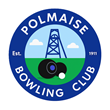 POLMAISE
Est. 1911
BOWLING CLUB